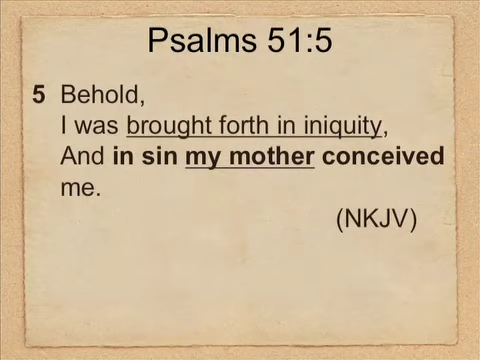 Psalms 51:5
5 Behold,
I was brought forth in iniquity,
And in sin my mother conceived
me.
(NKJV)